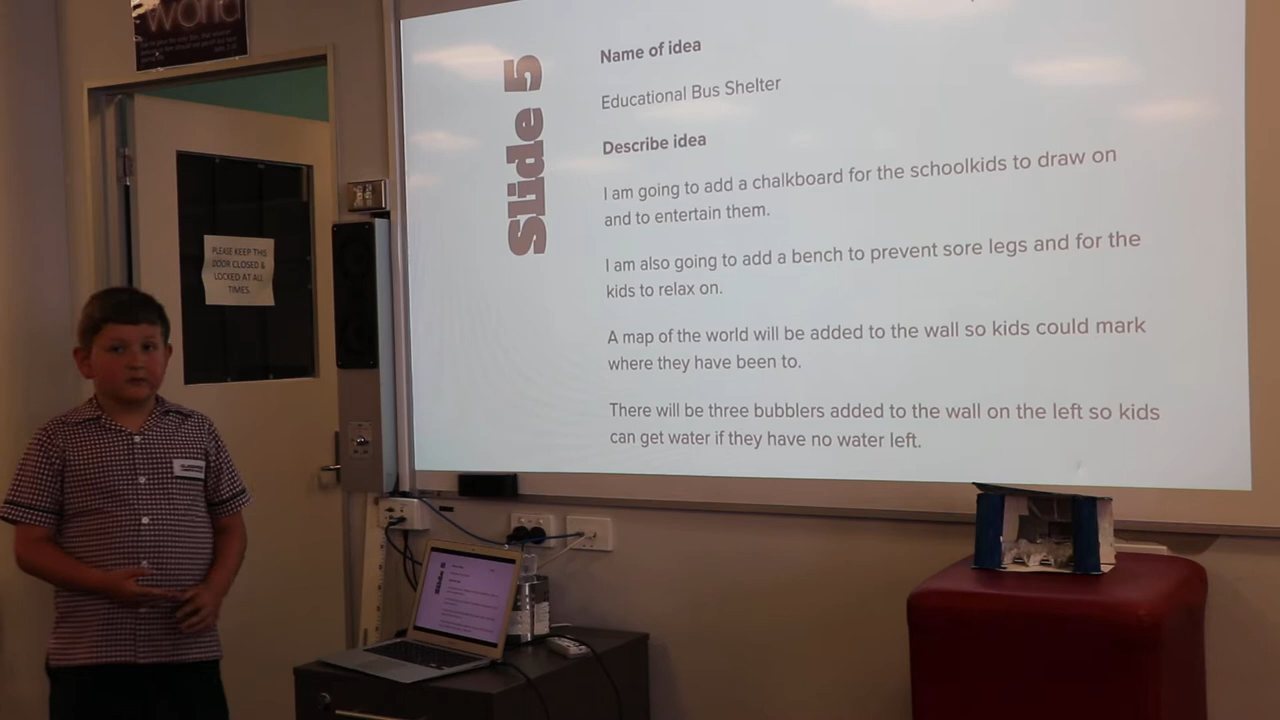 world
PLEASE KEEP THIS
DOOR CLOSED &
LOCKED AT ALL
TIMES.
Slide 5
Name of idea
Educational Bus Shelter
Describe idea
I am going to add a chalkboard for the schoolkids to draw on
and to entertain them.
I am also going to add a bench to prevent sore legs and for the
kids to relax on.
A map of the world will be added to the wall so kids could mark
where they have been to.
There will be three bubblers added to the wall on the left so kids
can get water if they have no water left.
Slide 5